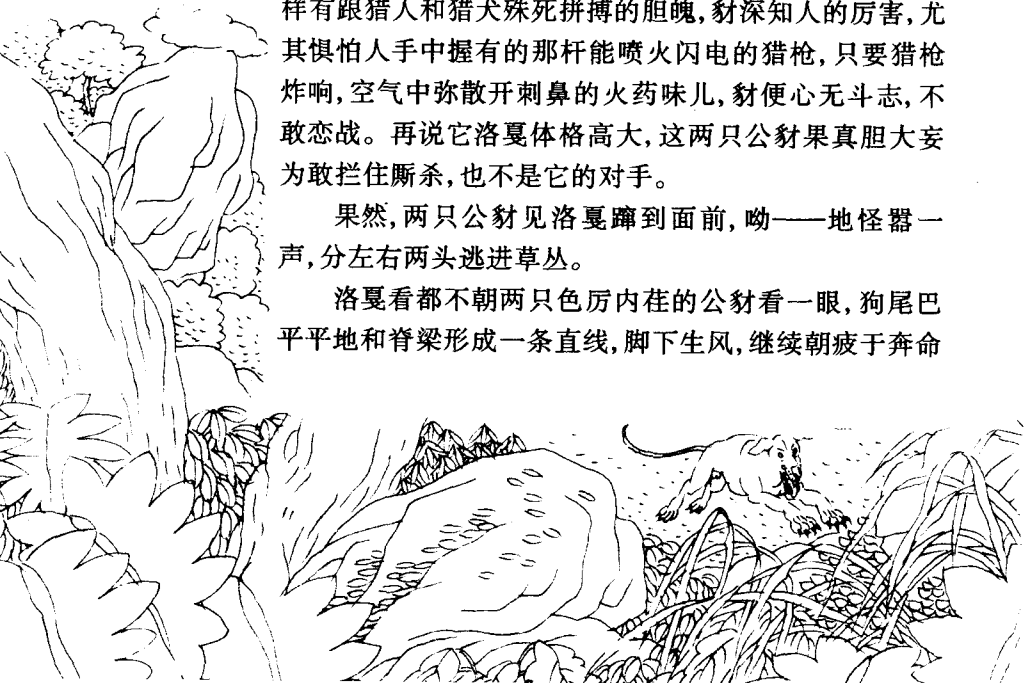 样有跟猎人和猎犬殊死拼搏的胆魄,豺深知人的厉害,尤
其惧怕人手中握有的那杆能喷火闪电的猎枪,只要猎枪
炸响,空气中弥散开刺鼻的火药味儿,豺便心无斗志,不
敢恋战。再说它洛戛体格高大,这两只公豺果真胆大妄
为敢拦住厮杀,也不是它的对手。
果然,两只公豺见洛戛蹿到面前,呦——地怪嚣一
声,分左右两头逃进草丛。
洛戛看都不朝两只色厉内荏的公豺看一眼,狗尾巴
平平地和脊梁形成一条直线,脚下生风,继续朝疲于奔命